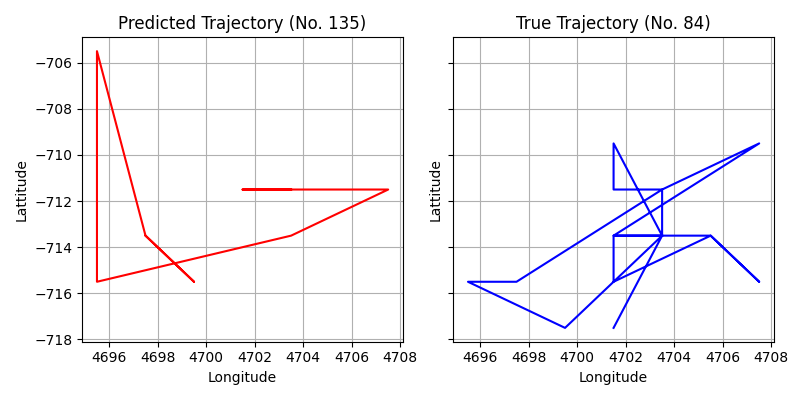 Predicted Trajectory (No. 135)
True Trajectory (No. 84)
Lattitude
−706
−708
−710
−712
−714
−716
−718
4696 4698 4700 4702 4704 4706 4708
Longitude
Lattitude
4696 4698 4700 4702 4704 4706 4708
Longitude